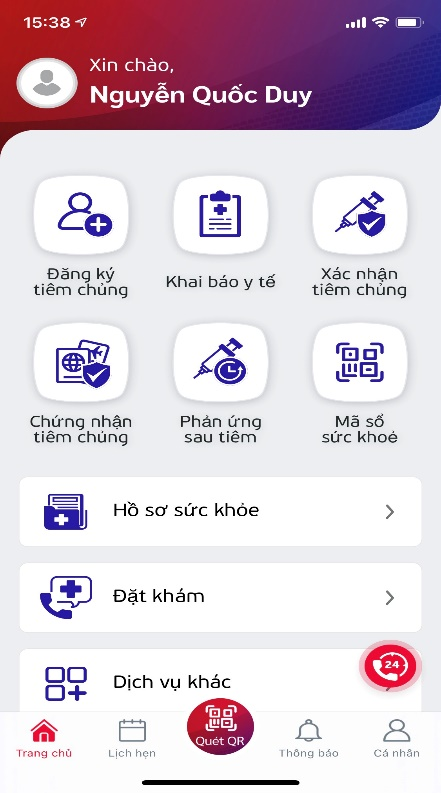 15:38
Xin chào,
Nguyễn Quốc Duy
Đăng ký
tiêm chủng
Khai báo y tế
Xác nhận
tiêm chủng
Chứng nhận
tiêm chủng
Phản ứng
sau tiêm
Mã số
sức khoẻ
Hồ sơ sức khỏe
Đặt khám
24
Dịch vụ khác
Trang chủ
Lịch hẹn
Quét QR
Thông báo
Cá nhân